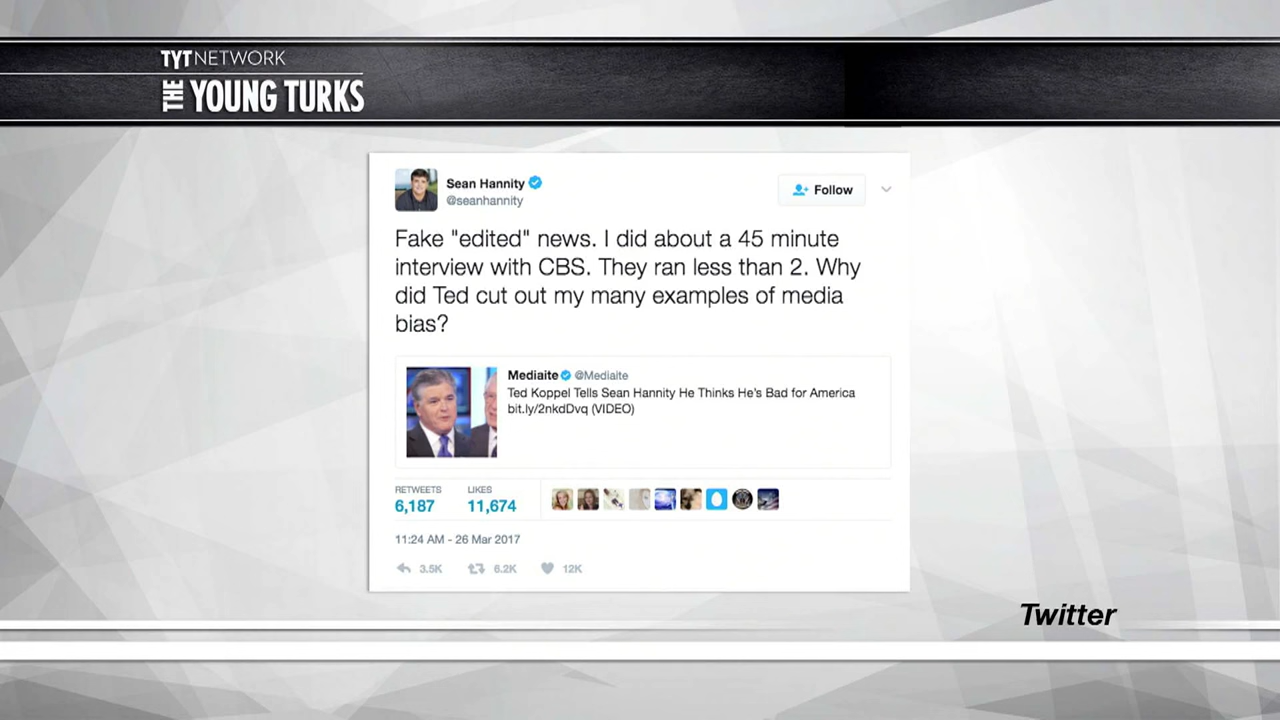 TYT NETWORK
THE YOUNG TURKS
Sean Hannity
@seanhannity
Follow
Fake "edited" news. I did about a 45 minute
interview with CBS. They ran less than 2. Why
did Ted cut out my many examples of media
bias?
Mediaite @Mediaite
Ted Koppel Tells Sean Hannity He Thinks He's Bad for America
bit.ly/2nkdDvq (VIDEO)
RETWEETS LIKES
6,187 11,674
11:24 AM - 26 Mar 2017
3.5K 6.2K 12K
Twitter